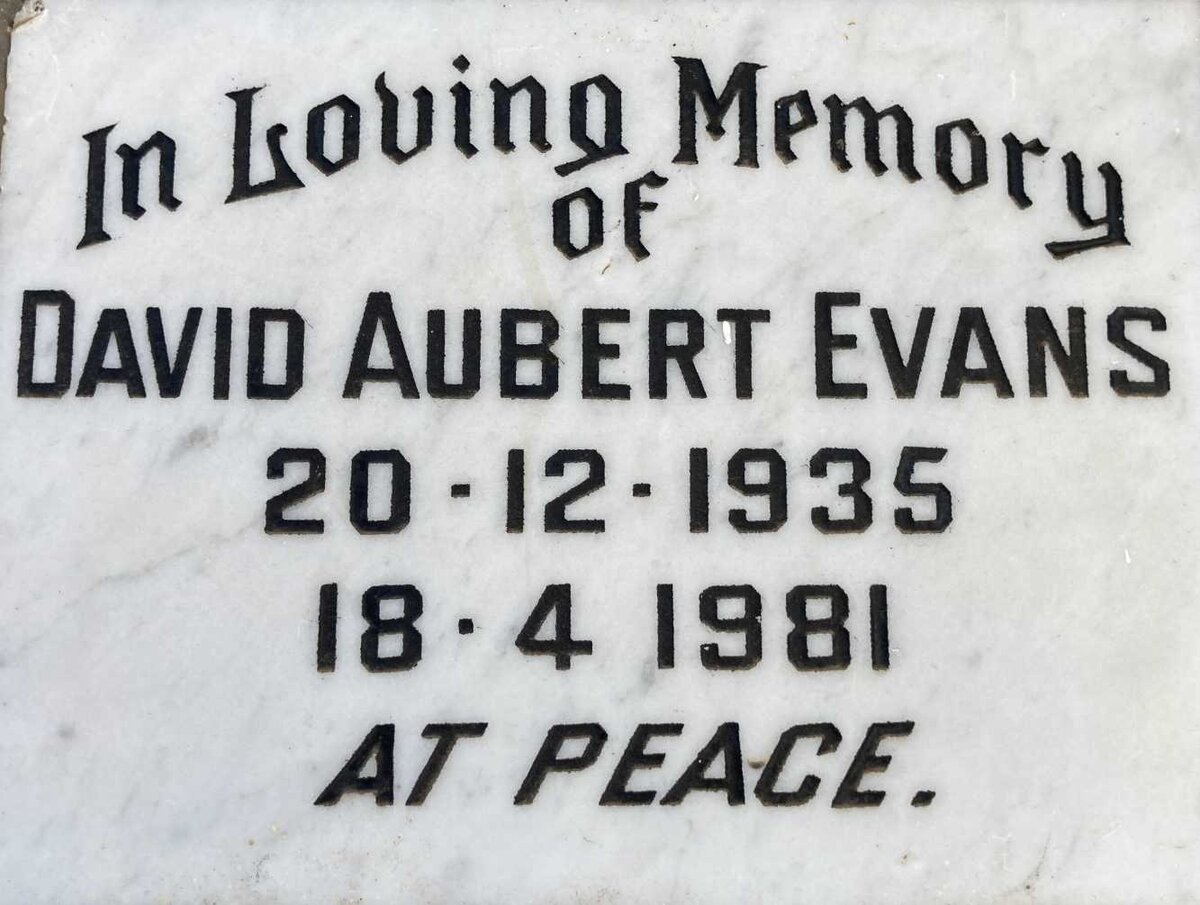 In Loving Memory
of
DAVID AUBERT EVANS
20·12·1935
18·4 1981
AT PEACE.